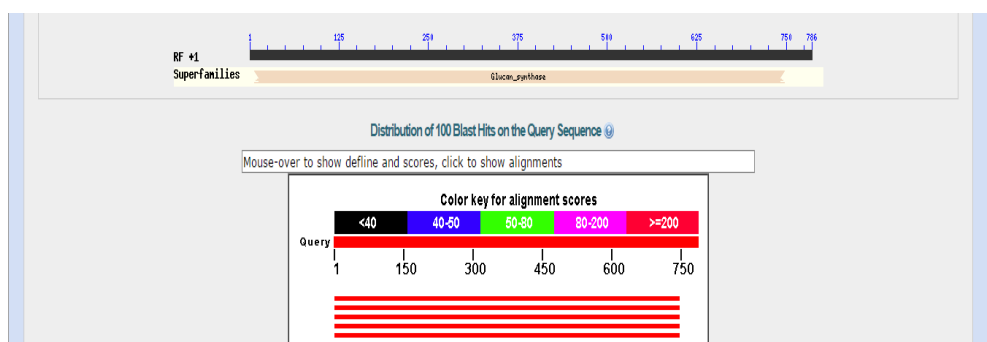 1 125 250 375 500 625 750 786
RF +1
Superfamilies Glucan_synthase
Distribution of 100 Blast Hits on the Query Sequence
Mouse-over to show defline and scores, click to show alignments
Color key for alignment scores
<40 40-50 50-80 80-200 >=200
Query
1 150 300 450 600 750